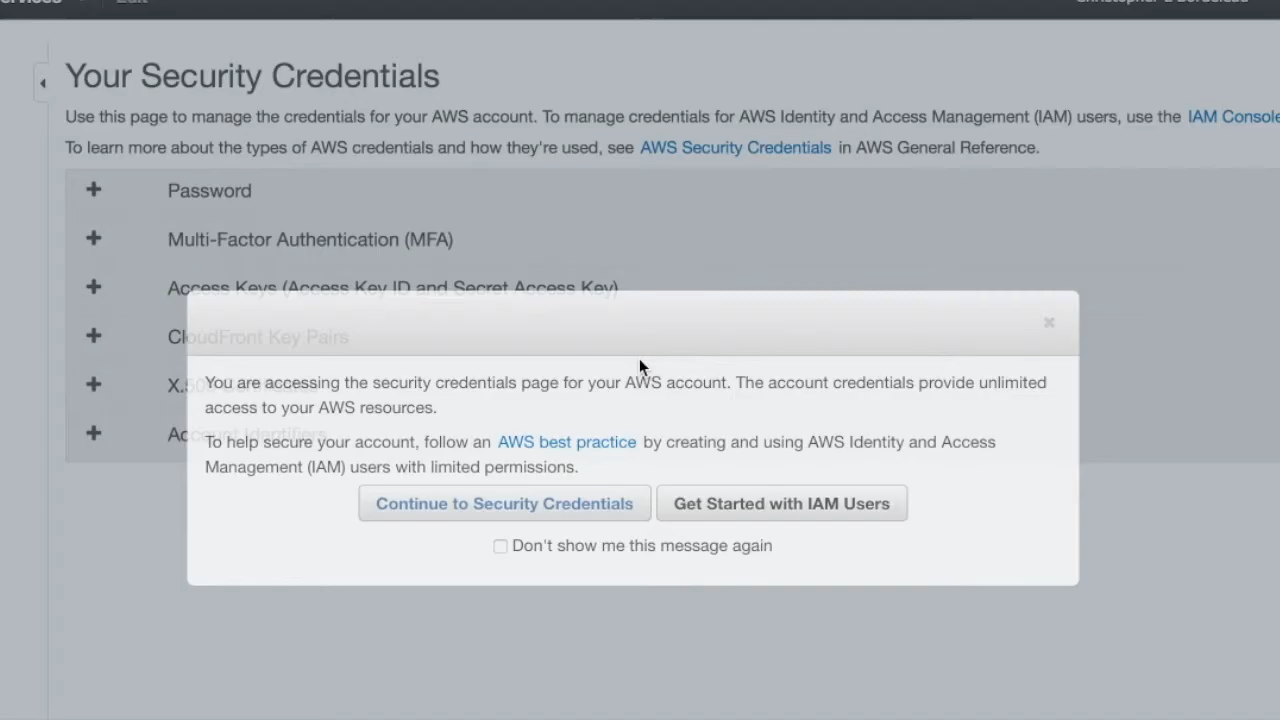 Edit
Your Security Credentials
Use this page to manage the credentials for your AWS account. To manage credentials for AWS Identity and Access Management (IAM) users, use the IAM Console
To learn more about the types of AWS credentials and how they're used, see AWS Security Credentials in AWS General Reference.
Password
Multi-Factor Authentication (MFA)
Access Keys (Access Key ID and Secret Access Key)
CloudFront Key Pairs
You are accessing the security credentials page for your AWS account. The account credentials provide unlimited
access to your AWS resources.
Account Identifiers
To help secure your account, follow an AWS best practice by creating and using AWS Identity and Access
Management (IAM) users with limited permissions.
Continue to Security Credentials Get Started with IAM Users
Don't show me this message again